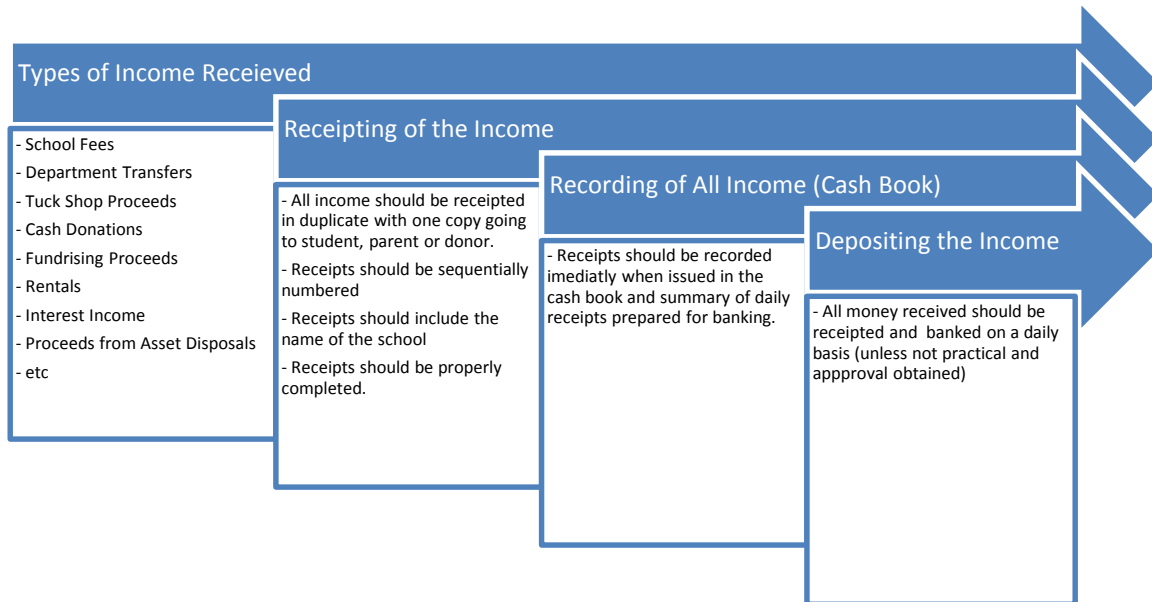 Types of Income Receieved
- School Fees
- Department Transfers
- Tuck Shop Proceeds
- Cash Donations
- Fundrising Proceeds
- Rentals
- Interest Income
- Proceeds from Asset Disposals
- etc
Receipting of the Income
- All income should be receipted
in duplicate with one copy going
to student, parent or donor.
- Receipts should be sequentially
numbered
- Receipts should include the
name of the school
- Receipts should be properly
completed.
Recording of All Income (Cash Book)
- Receipts should be recorded
imediatly when issued in the
cash book and summary of daily
receipts prepared for banking.
Depositing the Income
- All money received should be
receipted and  banked on a daily
basis (unless not practical and
appproval obtained)